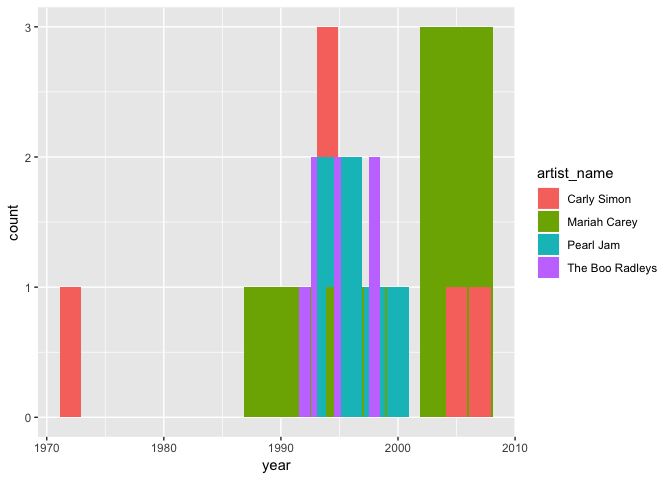 3
2
1
0
count
1970 1980 1990 2000 2010
year
artist_name
Carly Simon
Mariah Carey
Pearl Jam
The Boo Radleys